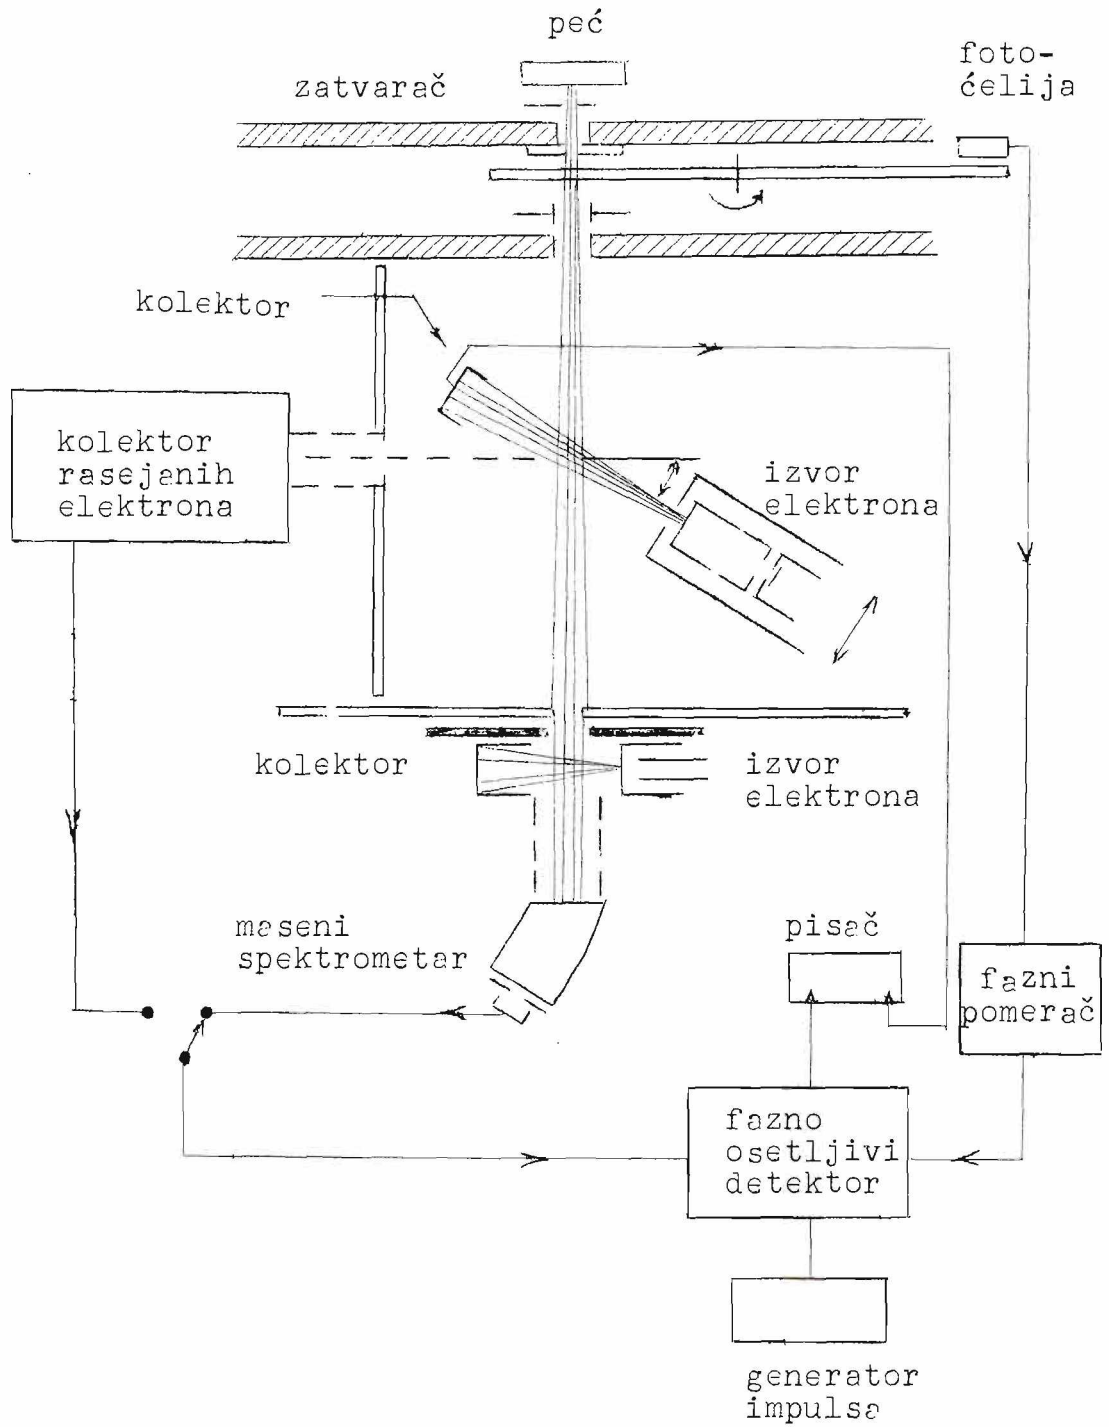 peć
foto-
ćelija
zatvarač
kolektor
kolektor
rasejanih
elektrona
izvor
elektrona
kolektor
izvor
elektrona
maseni
spektrometar
pisač
fazni
pomerač
fazno
osetljivi
detektor
generator
impulsa